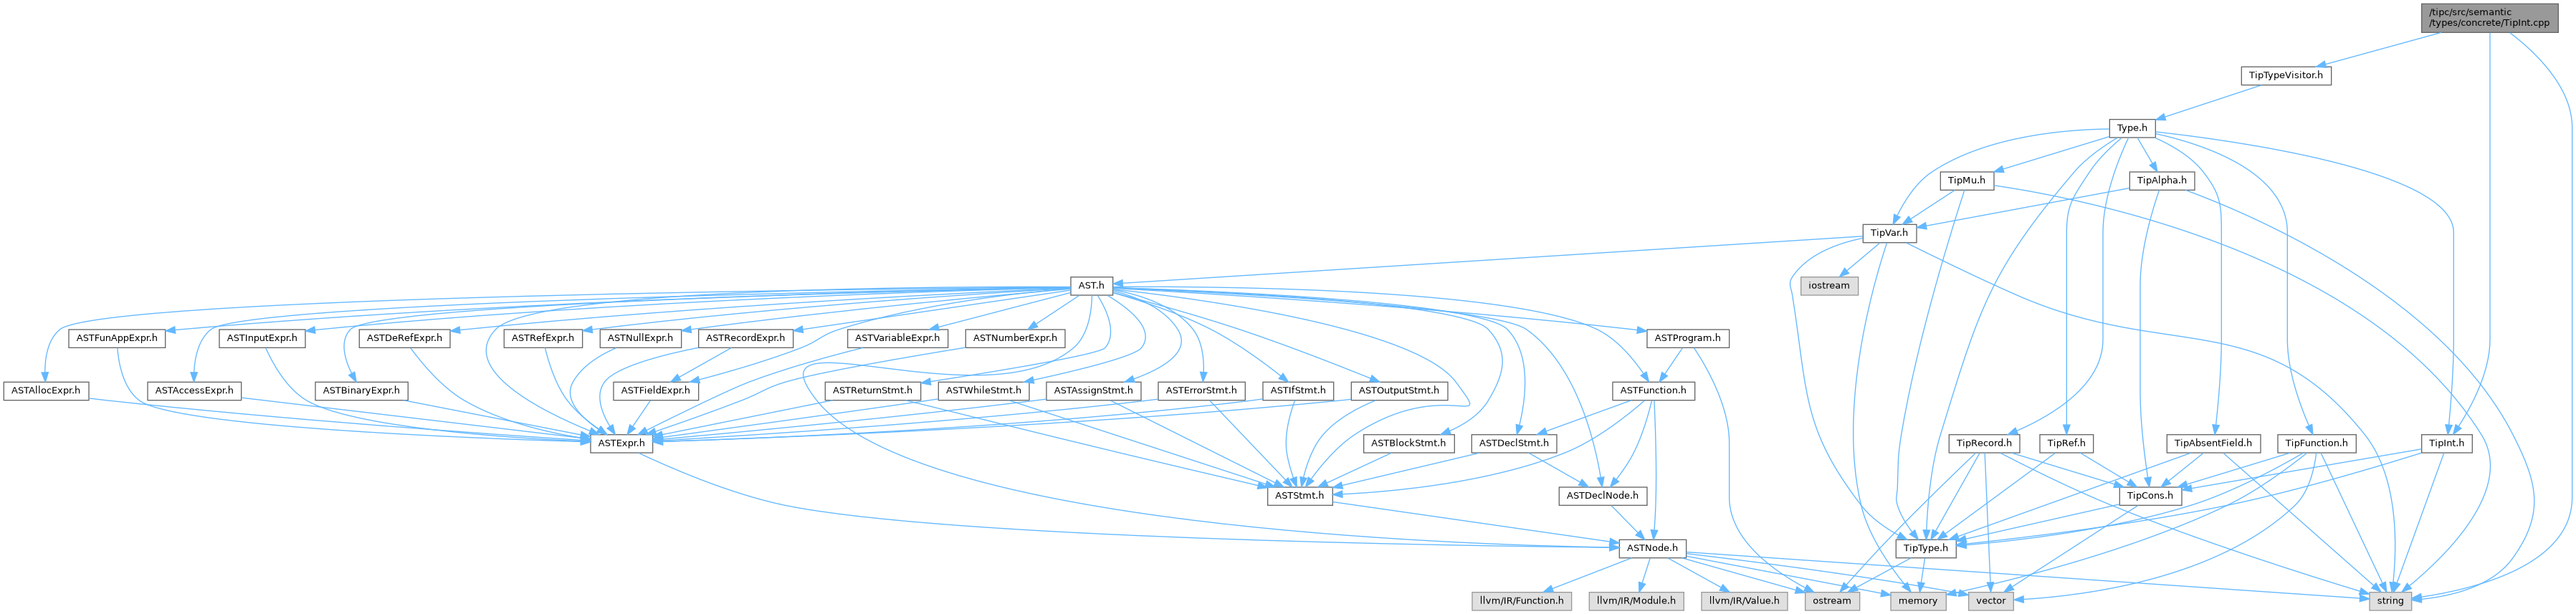 /tipc/src/semantic
/types/concrete/TipInt.cpp
TipTypeVisitor.h
Type.h
TipMu.h
TipAlpha.h
TipVar.h
AST.h
iostream
ASTFunAppExpr.h
ASTInputExpr.h
ASTDeRefExpr.h
ASTRefExpr.h
ASTNullExpr.h
ASTRecordExpr.h
ASTVariableExpr.h
ASTNumberExpr.h
ASTProgram.h
ASTAllocExpr.h
ASTAccessExpr.h
ASTBinaryExpr.h
ASTFieldExpr.h
ASTReturnStmt.h
ASTWhileStmt.h
ASTAssignStmt.h
ASTErrorStmt.h
ASTIfStmt.h
ASTOutputStmt.h
ASTFunction.h
ASTExpr.h
ASTBlockStmt.h
ASTDeclStmt.h
TipRecord.h
TipRef.h
TipAbsentField.h
TipFunction.h
TipInt.h
ASTStmt.h
ASTDeclNode.h
TipCons.h
ASTNode.h
TipType.h
llvm/IR/Function.h
llvm/IR/Module.h
llvm/IR/Value.h
ostream
memory
vector
string